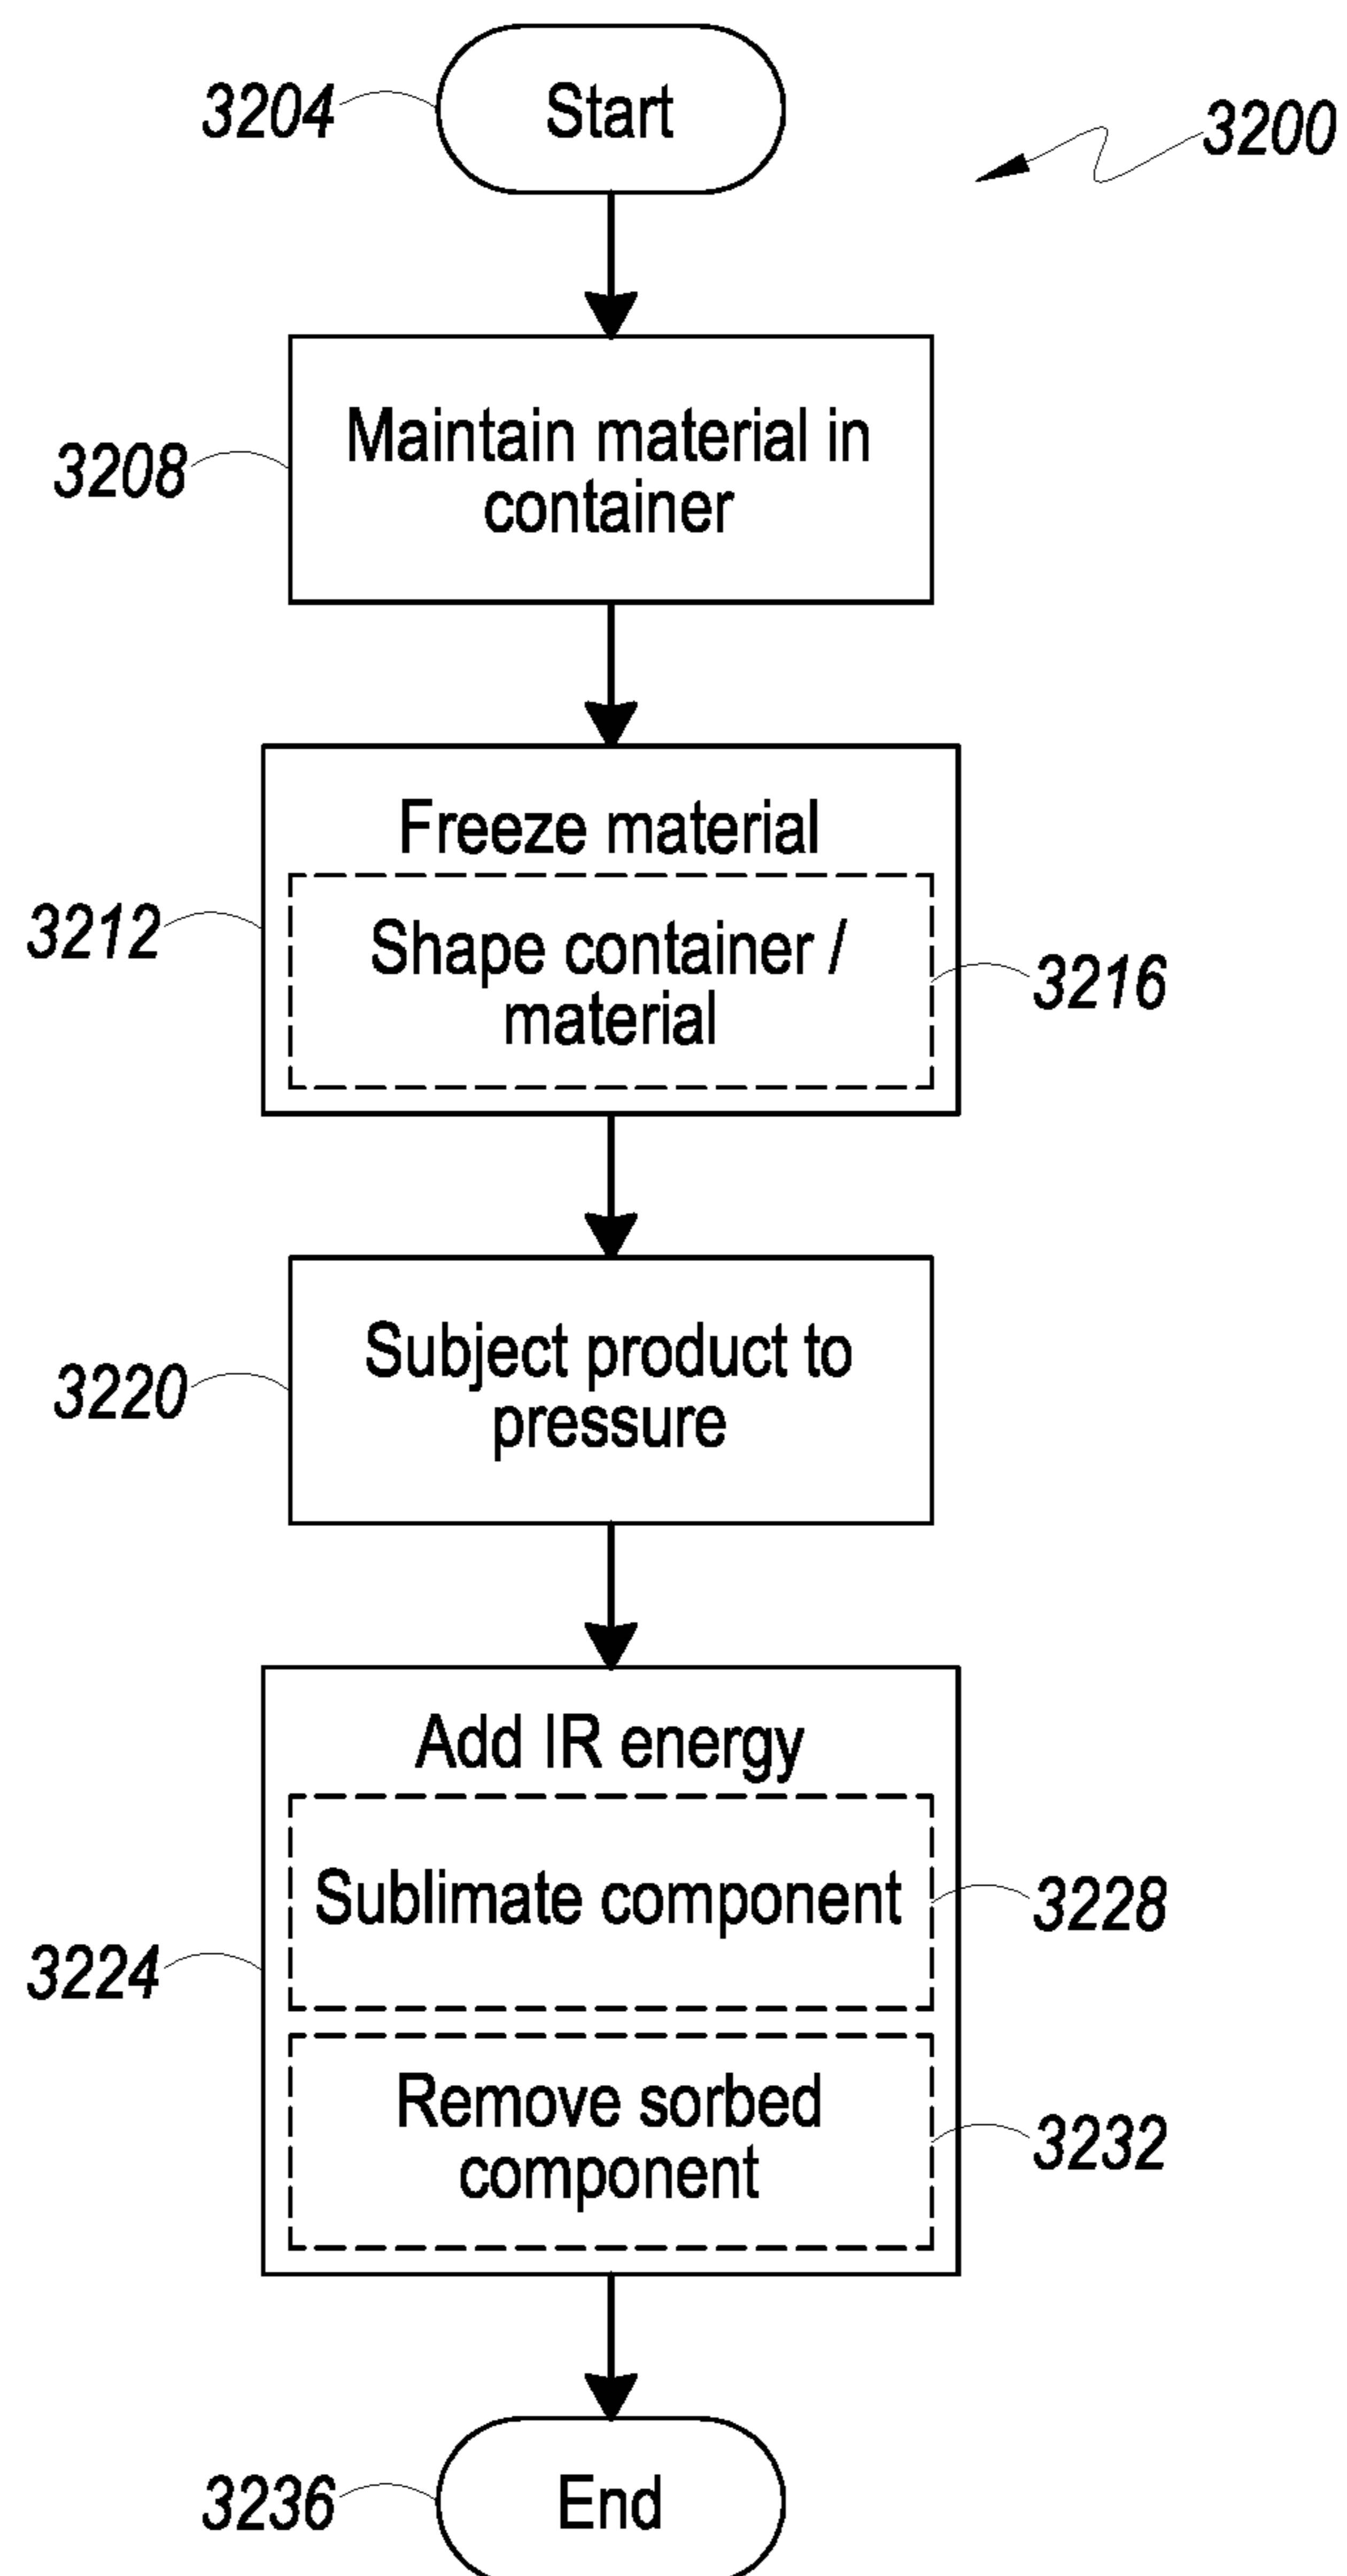 3204
Start
3200
3208
Maintain material in
container
Freeze material
3212
Shape container /
material
3216
3220
Subject product to
pressure
Add IR energy
Sublimate component
3228
3224
Remove sorbed
component
3232
3236
End